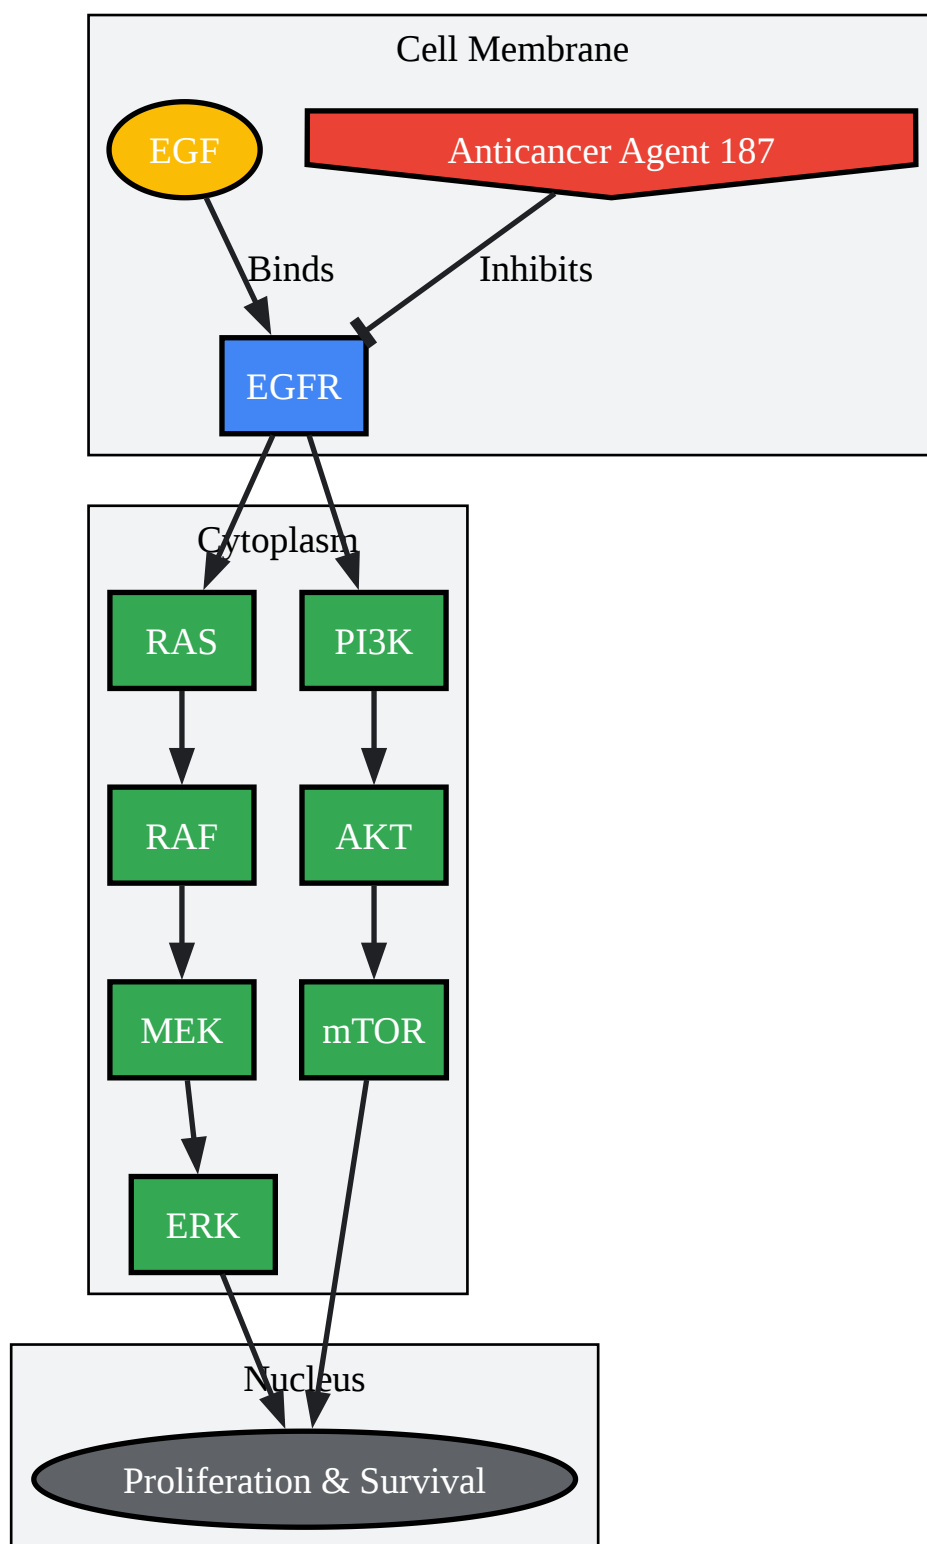 Cell Membrane
EGF
Anticancer Agent 187
Binds
Inhibits
EGFR
Cytoplasm
RAS
PI3K
RAF
AKT
MEK
mTOR
ERK
Nucleus
Proliferation & Survival